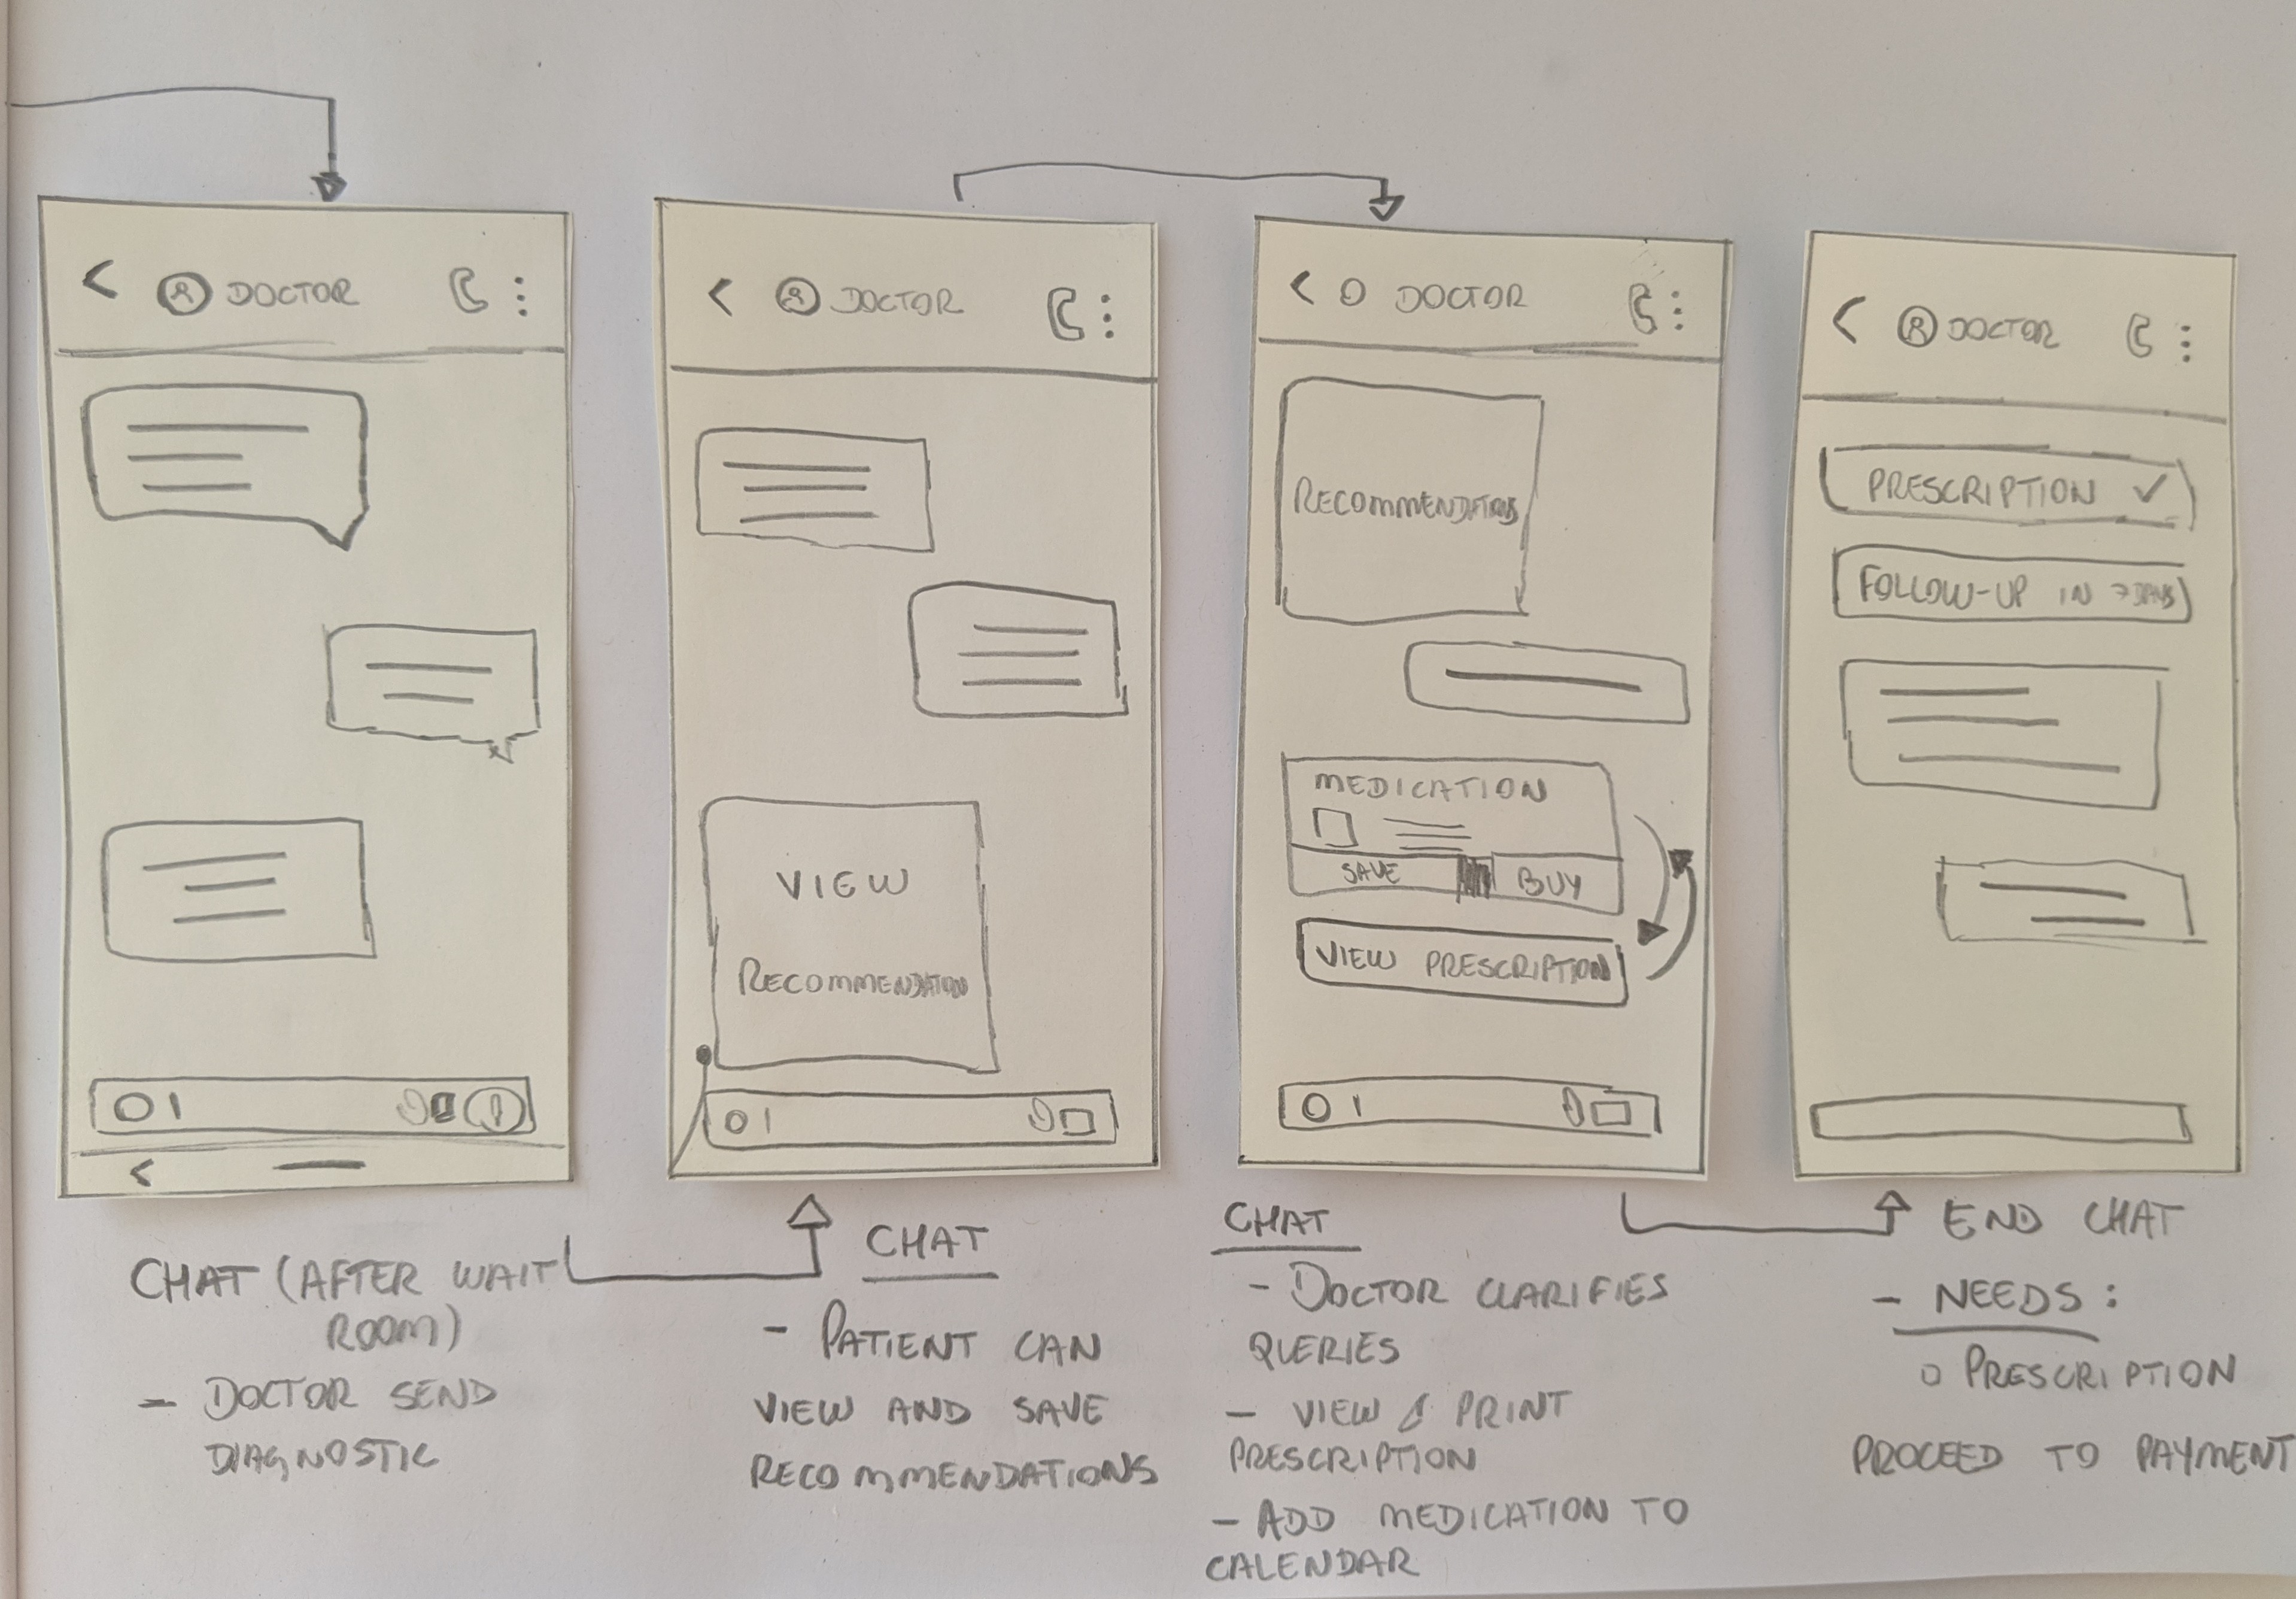 DOCTOR
DOCTOR
VIEW
RECOMMENDATION
DOCTOR
RECOMMENDATIONS
MEDICATION
SAVE
BUY
VIEW PRESCRIPTION
DOCTOR
PRESCRIPTION ✓
FOLLOW-UP IN 7 DAYS
CHAT (AFTER WAIT
ROOM)
- DOCTOR SEND
DIAGNOSTIC
CHAT
- PATIENT CAN
VIEW AND SAVE
RECOMMENDATIONS
CHAT
- DOCTOR CLARIFIES
QUERIES
- VIEW & PRINT
PRESCRIPTION
- ADD MEDICATION TO
CALENDAR
END CHAT
- NEEDS:
o PRESCRIPTION
PROCEED TO PAYMENT